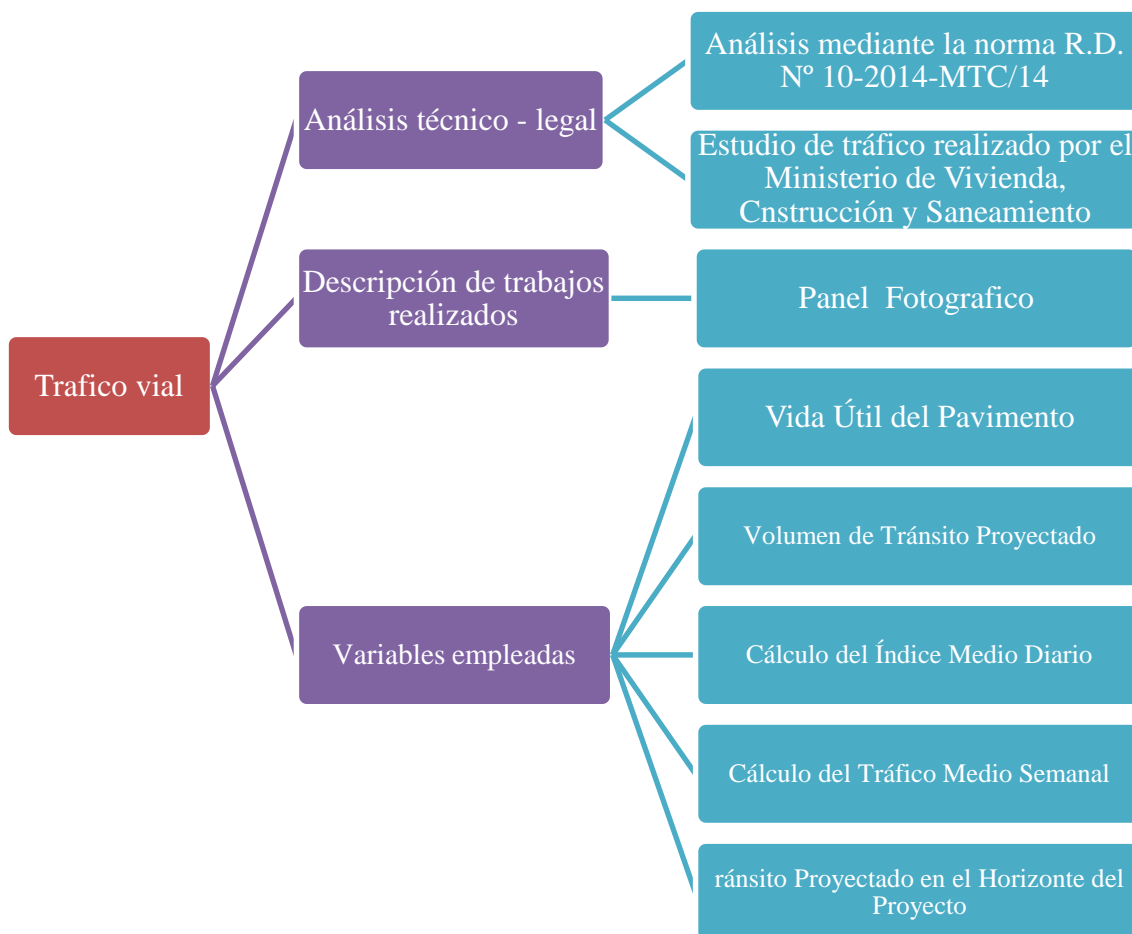 Trafico vial
Análisis técnico - legal
Análisis mediante la norma R.D.
Nº 10-2014-MTC/14
Estudio de tráfico realizado por el
Ministerio de Vivienda,
Cnstrucción y Saneamiento
Descripción de trabajos
realizados
Panel Fotografico
Variables empleadas
Vida Útil del Pavimento
Volumen de Tránsito Proyectado
Cálculo del Índice Medio Diario
Cálculo del Tráfico Medio Semanal
ránsito Proyectado en el Horizonte del
Proyecto